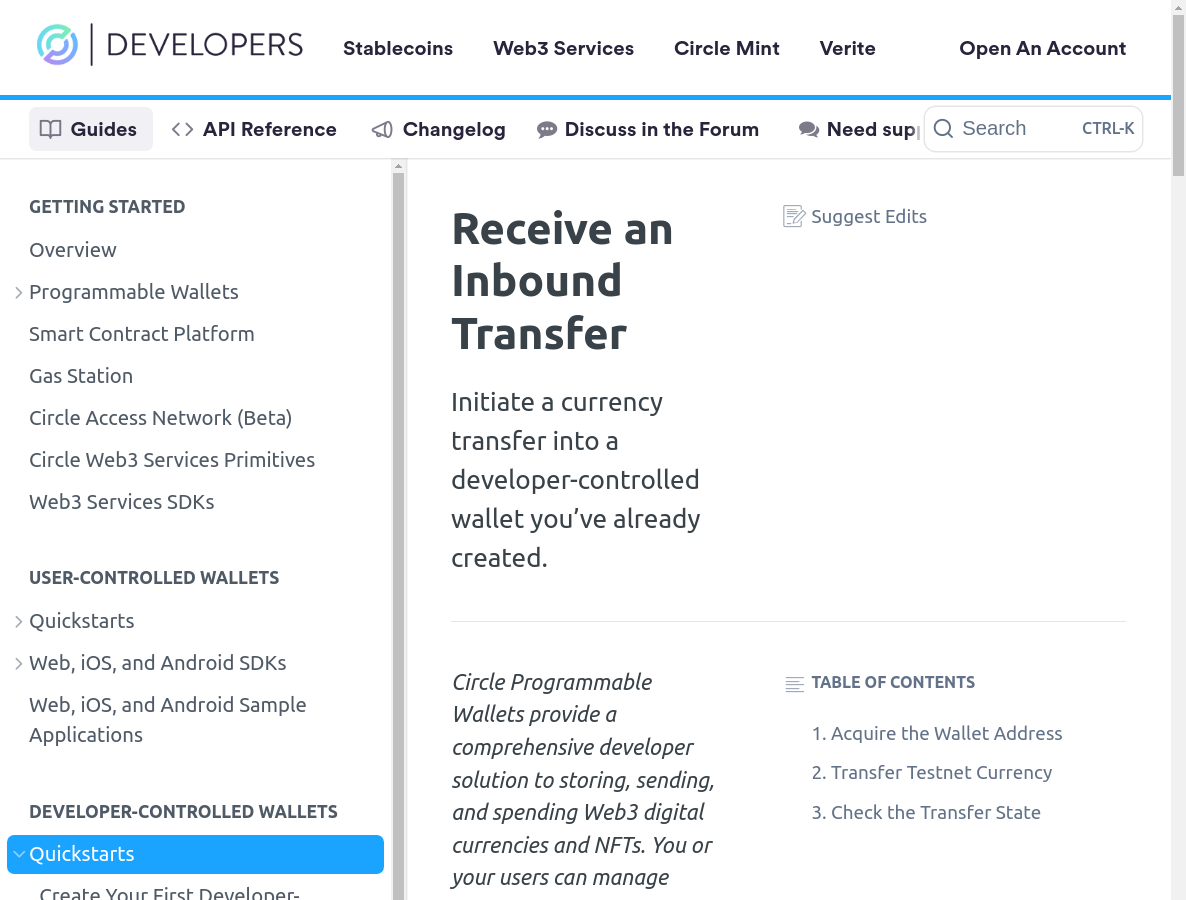 DEVELOPERS
Stablecoins
Web3 Services
Circle Mint
Verite
Open An Account
Guides
API Reference
Changelog
Discuss in the Forum
Need sup
Search
CTRL-K
GETTING STARTED
Overview
Programmable Wallets
Smart Contract Platform
Gas Station
Circle Access Network (Beta)
Circle Web3 Services Primitives
Web3 Services SDKs
USER-CONTROLLED WALLETS
Quickstarts
Web, iOS, and Android SDKs
Web, iOS, and Android Sample
Applications
DEVELOPER-CONTROLLED WALLETS
Quickstarts
Create Your First Developer-
Receive an
Inbound
Transfer
Suggest Edits
Initiate a currency
transfer into a
developer-controlled
wallet you’ve already
created.
Circle Programmable
Wallets provide a
comprehensive developer
solution to storing, sending,
and spending Web3 digital
currencies and NFTs. You or
your users can manage
TABLE OF CONTENTS
1. Acquire the Wallet Address
2. Transfer Testnet Currency
3. Check the Transfer State